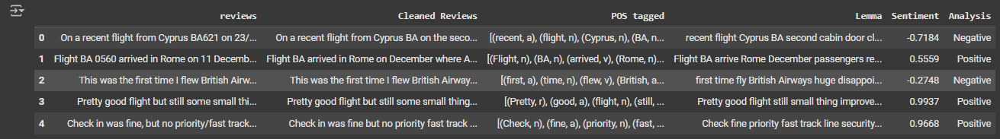 reviews Cleaned Reviews POS tagged Lemma Sentiment Analysis
0 On a recent flight from Cyprus BA621 on 23/... On a recent flight from Cyprus BA on the seco... [(recent, a), (flight, n), (Cyprus, n), (BA, n... recent flight Cyprus BA second cabin door cl... -0.7184 Negative
1 Flight BA 0560 arrived in Rome on 11 Decemb... Flight BA arrived in Rome on December where A... [(Flight, n), (BA, n), (arrived, v), (Rome, n)... Flight BA arrive Rome December passengers re... 0.5559 Positive
2 This was the first time I flew British Airw... This was the first time I flew British Airway... [(first, a), (time, n), (flew, v), (British, a... first time fly British Airways huge disappoi... -0.2748 Negative
3 Pretty good flight but still some small thi... Pretty good flight but still some small thing... [(Pretty, r), (good, a), (flight, n), (still, ... Pretty good flight still small thing improve... 0.9937 Positive
4 Check in was fine, but no priority/fast track... Check in was fine but no priority fast track ... [(Check, n), (fine, a), (priority, n), (fast, ... Check fine priority fast track line security... 0.9668 Positive